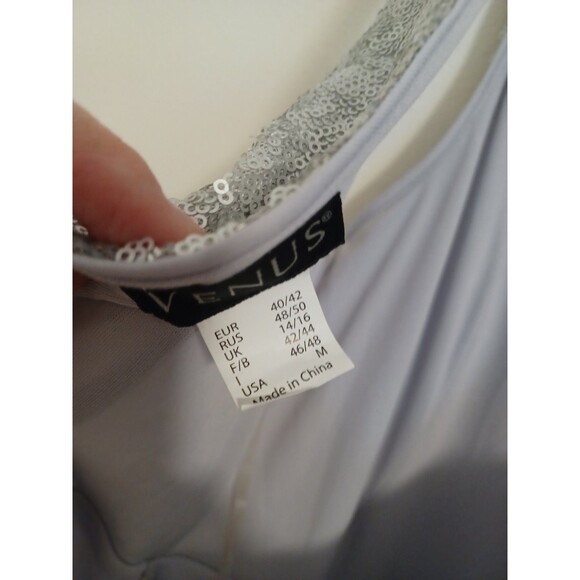 VENUS®
EUR 40/42
RUS 48/50
UK 14/16
F/B 42/44
I 46/48
USA M
Made in China